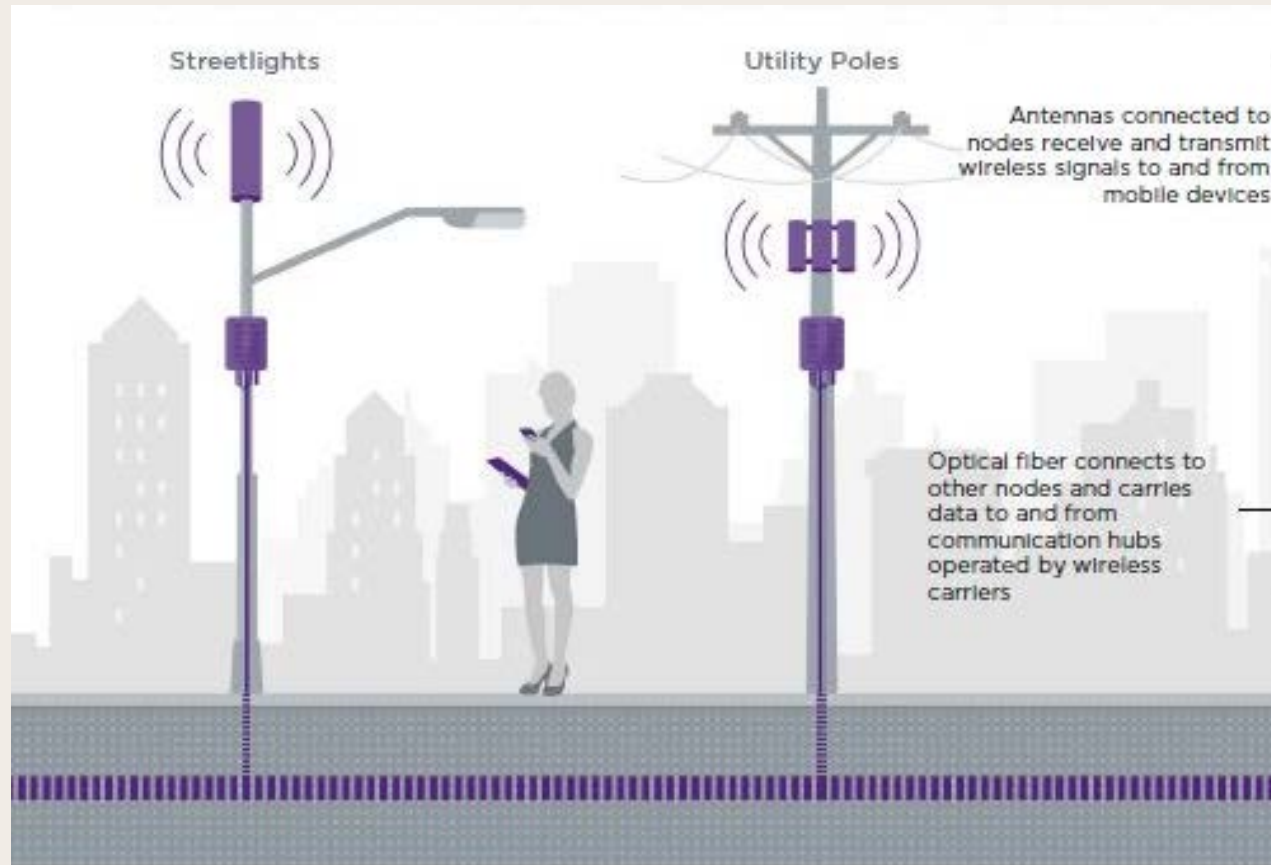 Streetlights
Utility Poles
Antennas connected to
nodes receive and transmit
wireless signals to and from
mobile devices
Optical fiber connects to
other nodes and carries
data to and from
communication hubs
operated by wireless
carriers